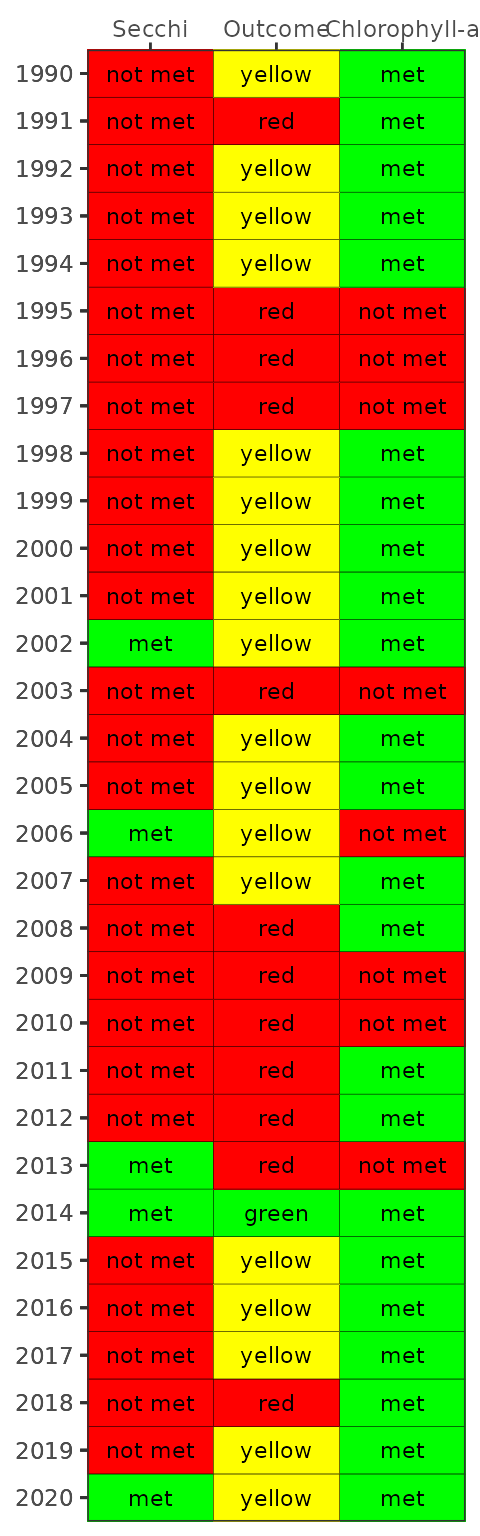 Secchi Outcome Chlorophyll-a
1990 not met yellow met
1991 not met red met
1992 not met yellow met
1993 not met yellow met
1994 not met yellow met
1995 not met red not met
1996 not met red not met
1997 not met red not met
1998 not met yellow met
1999 not met yellow met
2000 not met yellow met
2001 not met yellow met
2002 met yellow met
2003 not met red not met
2004 not met yellow met
2005 not met yellow met
2006 met yellow not met
2007 not met yellow met
2008 not met red met
2009 not met red not met
2010 not met red not met
2011 not met red met
2012 not met red met
2013 met red not met
2014 met green met
2015 not met yellow met
2016 not met yellow met
2017 not met yellow met
2018 not met red met
2019 not met yellow met
2020 met yellow met